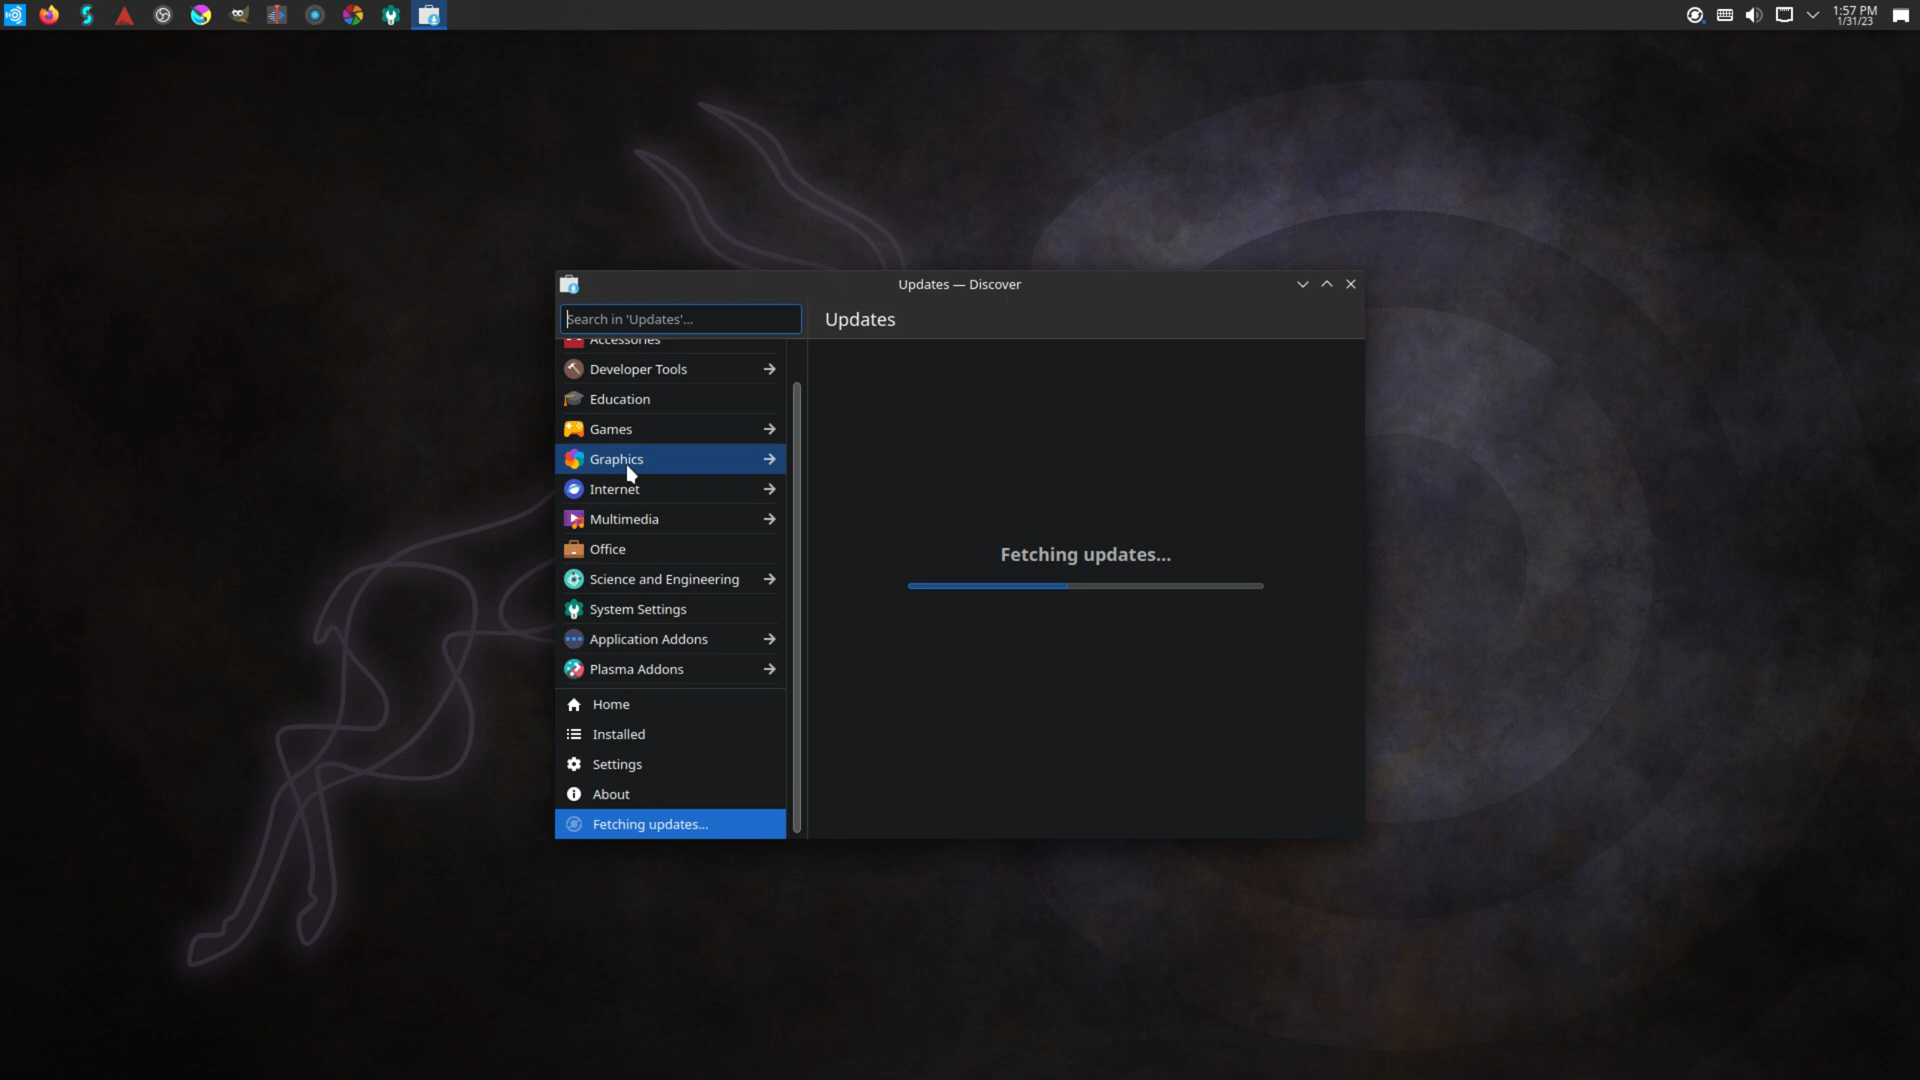 1:57 PM
1/31/23
Updates — Discover
Search in 'Updates'...
Updates
Accessories
Developer Tools
Education
Games
Graphics
Internet
Multimedia
Office
Science and Engineering
System Settings
Application Addons
Plasma Addons
Home
Installed
Settings
About
Fetching updates...
Fetching updates...